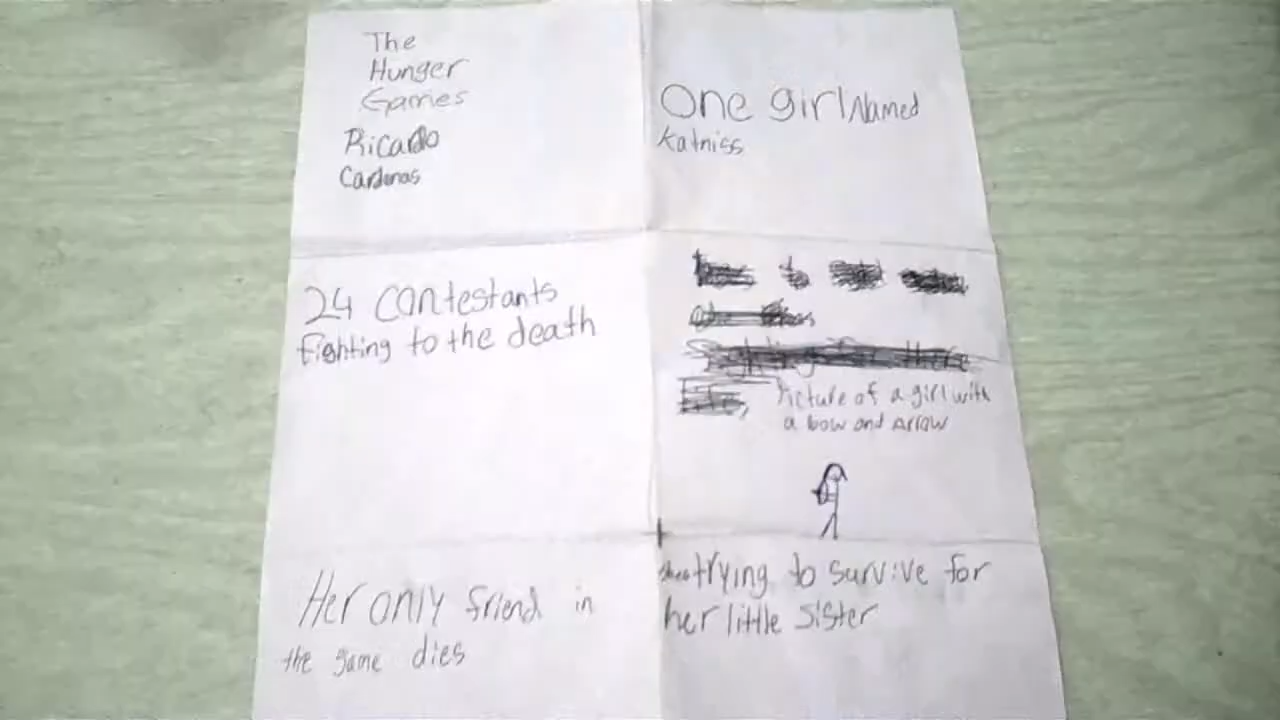 The
Hunger
Games
Ricardo
Cardenas
One girl Named
Katniss
24 contestants
Fighting to the death
Picture of a girl with
a bow and Arrow
Her only friend in
the game dies
trying to survive for
her little sister